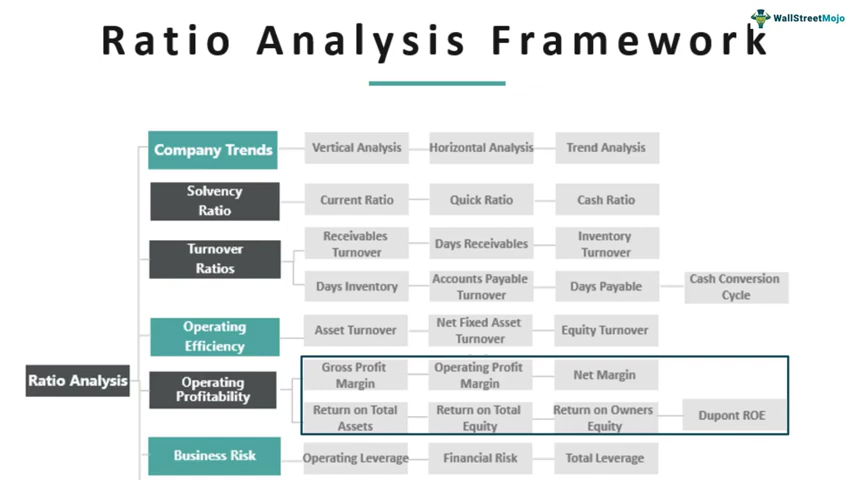 WallStreetMojo
Ratio Analysis Framework
Company Trends
Vertical Analysis
Horizontal Analysis
Trend Analysis
Solvency
Ratio
Current Ratio
Quick Ratio
Cash Ratio
Turnover
Ratios
Receivables
Turnover
Days Receivables
Inventory
Turnover
Days Inventory
Accounts Payable
Turnover
Days Payable
Cash Conversion
Cycle
Operating
Efficiency
Asset Turnover
Net Fixed Asset
Turnover
Equity Turnover
Ratio Analysis
Operating
Profitability
Gross Profit
Margin
Operating Profit
Margin
Net Margin
Return on Total
Assets
Return on Total
Equity
Return on Owners
Equity
Dupont ROE
Business Risk
Operating Leverage
Financial Risk
Total Leverage